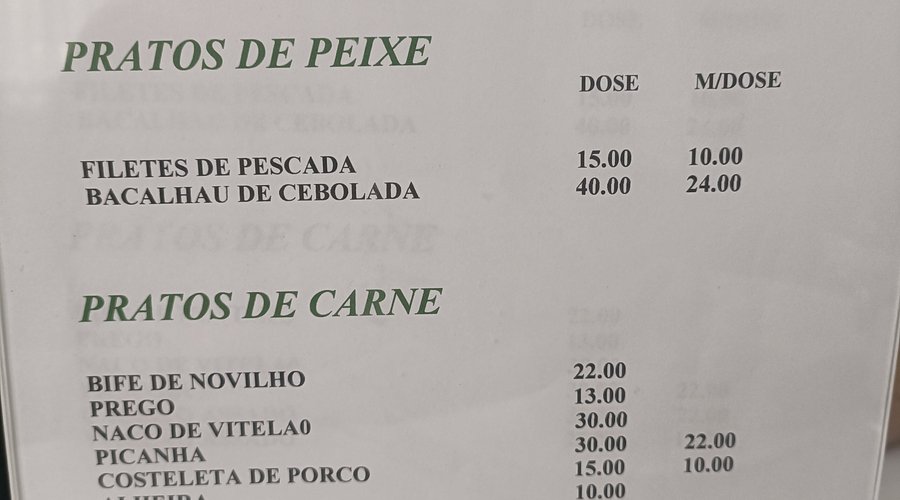 PRATOS DE PEIXE
DOSE M/DOSE
FILETES DE PESCADA 15.00 10.00
BACALHAU DE CEBOLADA 40.00 24.00
PRATOS DE CARNE
BIFE DE NOVILHO 22.00
PREGO 13.00
NACO DE VITELA0 30.00
PICANHA 30.00 22.00
COSTELETA DE PORCO 15.00 10.00
ALHEIRA 10.00